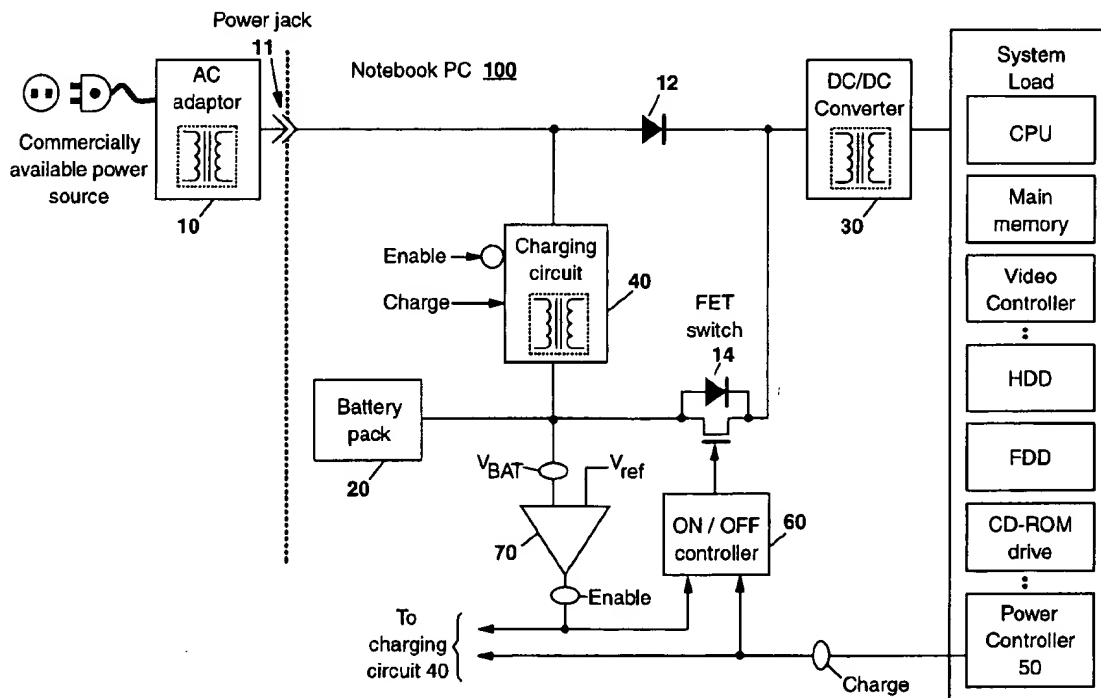 Power jack
11
Notebook PC 100
AC
adaptor
10
Commercially
available power
source
12
DC/DC
Converter
30
System
Load
CPU
Main
memory
Video
Controller
HDD
FDD
CD-ROM
drive
Power
Controller
50
Enable
Charge
Charging
circuit
40
FET
switch
14
Battery
pack
20
VBAT
Vref
70
ON / OFF
controller
60
Enable
To
charging
circuit 40
Charge